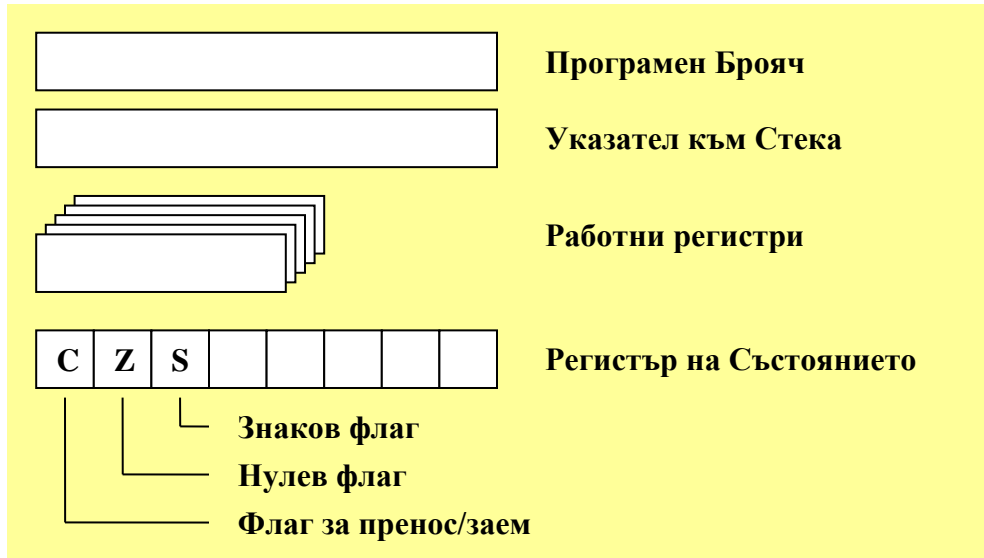 Програмен Брояч
Указател към Стека
Работни регистри
C Z S Регистър на Състоянието
Знаков флаг
Нулев флаг
Флаг за пренос/заем